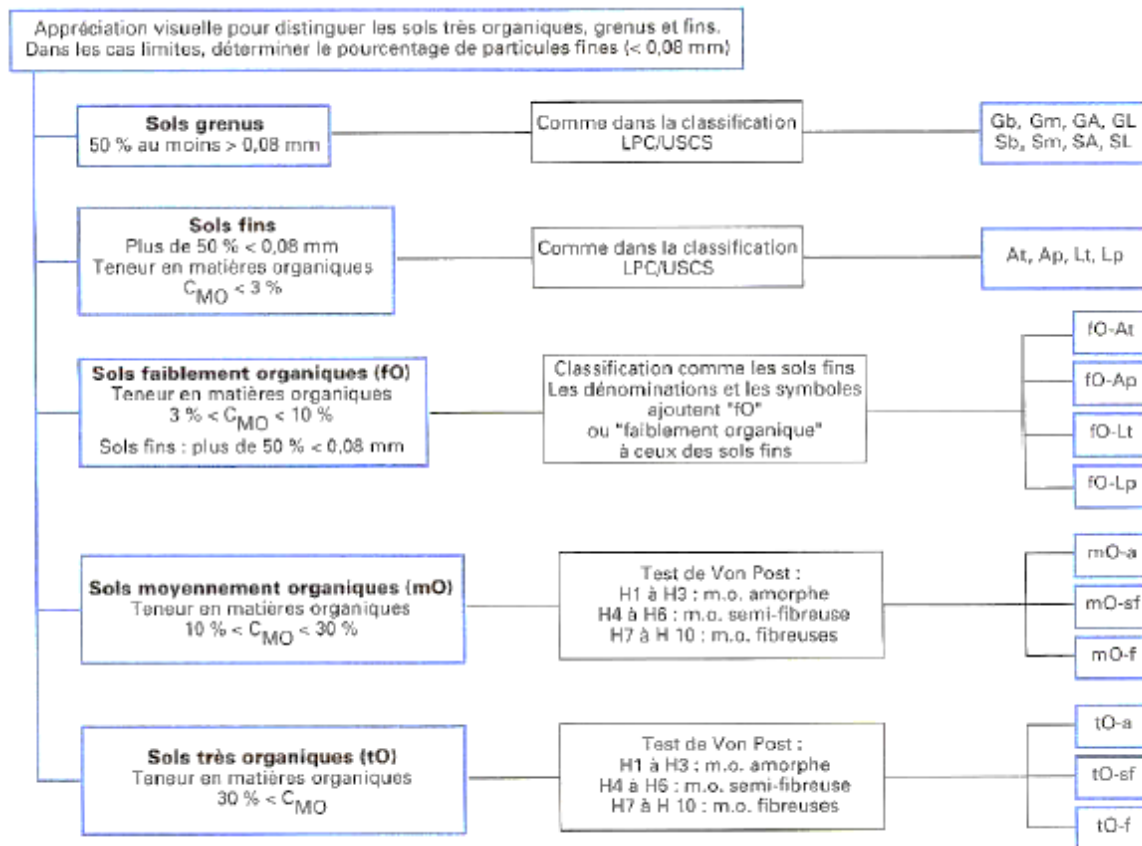 Appréciation visuelle pour distinguer les sols très organiques, grenus et fins.
Dans les cas limites, déterminer le pourcentage de particules fines (< 0,08 mm)
Sols grenus
50 % au moins > 0,08 mm
Comme dans la classification
LPC/USCS
Gb, Gm, GA, GL
Sb, Sm, SA, SL
Sols fins
Plus de 50 % < 0,08 mm
Teneur en matières organiques
C_MO < 3 %
Comme dans la classification
LPC/USCS
At, Ap, Lt, Lp
Sols faiblement organiques (fO)
Teneur en matières organiques
3 % < C_MO < 10 %
Sols fins : plus de 50 % < 0,08 mm
Classification comme les sols fins
Les dénominations et les symboles
ajoutent "fO"
ou "faiblement organique"
à ceux des sols fins
fO-At
fO-Ap
fO-Lt
fO-Lp
Sols moyennement organiques (mO)
Teneur en matières organiques
10 % < C_MO < 30 %
Test de Von Post :
H1 à H3 : m.o. amorphe
H4 à H6 : m.o. semi-fibreuse
H7 à H 10 : m.o. fibreuses
mO-a
mO-sf
mO-f
Sols très organiques (tO)
Teneur en matières organiques
30 % < C_MO
Test de Von Post :
H1 à H3 : m.o. amorphe
H4 à H6 : m.o. semi-fibreuse
H7 à H 10 : m.o. fibreuses
tO-a
tO-sf
tO-f